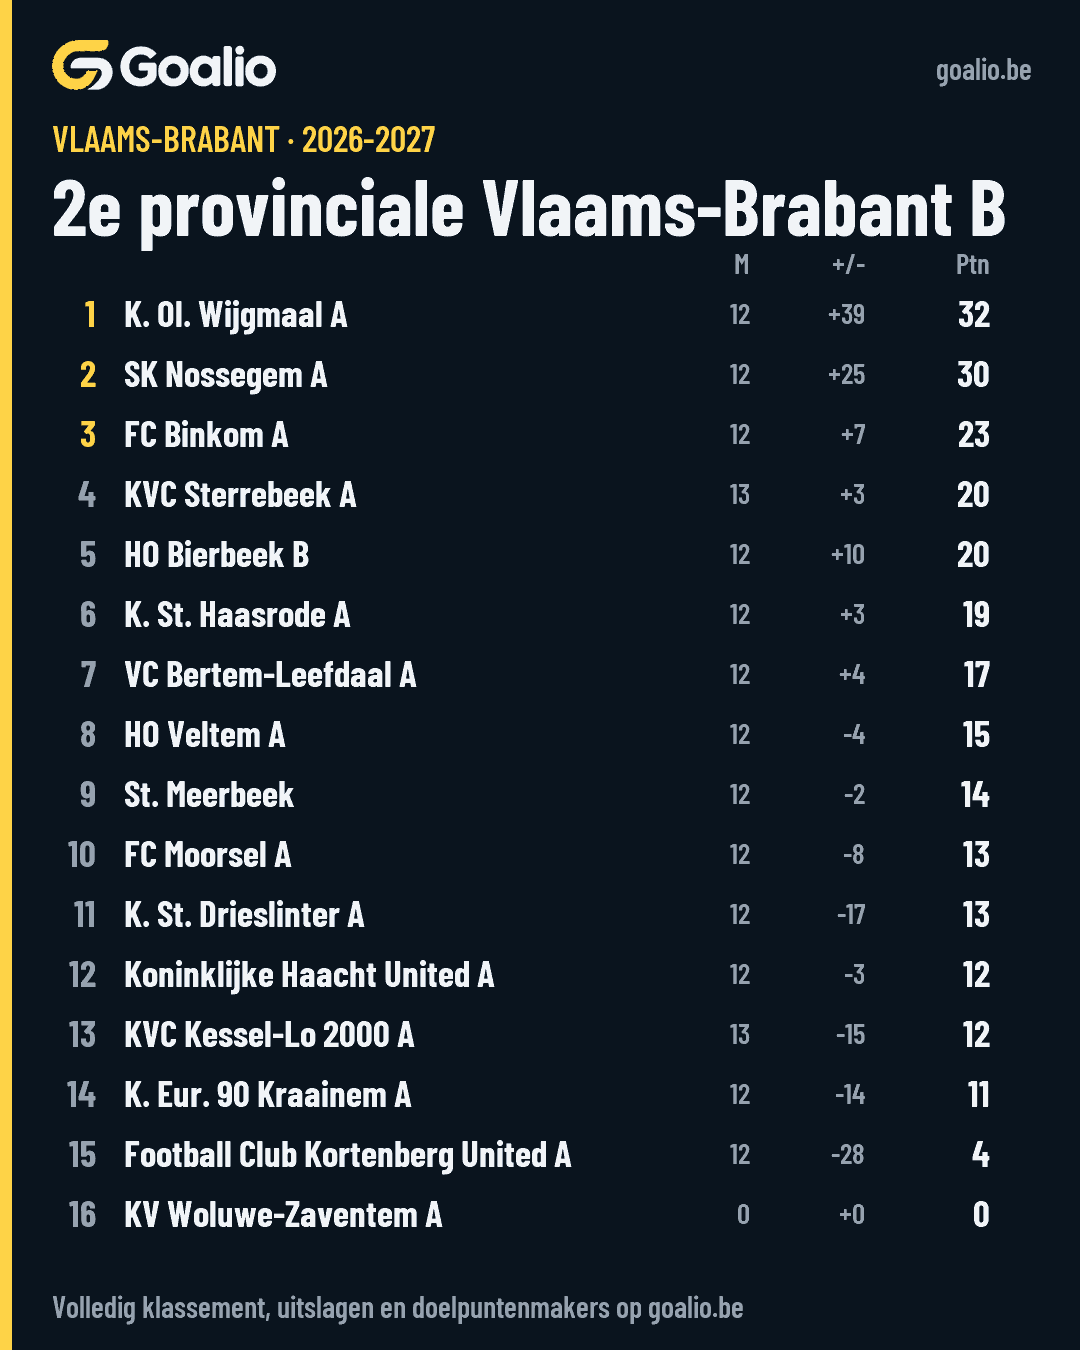 Goalio
goalio.be
VLAAMS-BRABANT · 2026-2027
2e provinciale Vlaams-Brabant B
M +/- Ptn
1 K. Ol. Wijgmaal A 12 +39 32
2 SK Nossegem A 12 +25 30
3 FC Binkom A 12 +7 23
4 KVC Sterrebeek A 13 +3 20
5 HO Bierbeek B 12 +10 20
6 K. St. Haasrode A 12 +3 19
7 VC Bertem-Leefdaal A 12 +4 17
8 HO Veltem A 12 -4 15
9 St. Meerbeek 12 -2 14
10 FC Moorsel A 12 -8 13
11 K. St. Drieslinter A 12 -17 13
12 Koninklijke Haacht United A 12 -3 12
13 KVC Kessel-Lo 2000 A 13 -15 12
14 K. Eur. 90 Kraainem A 12 -14 11
15 Football Club Kortenberg United A 12 -28 4
16 KV Woluwe-Zaventem A 0 +0 0
Volledig klassement, uitslagen en doelpuntenmakers op goalio.be